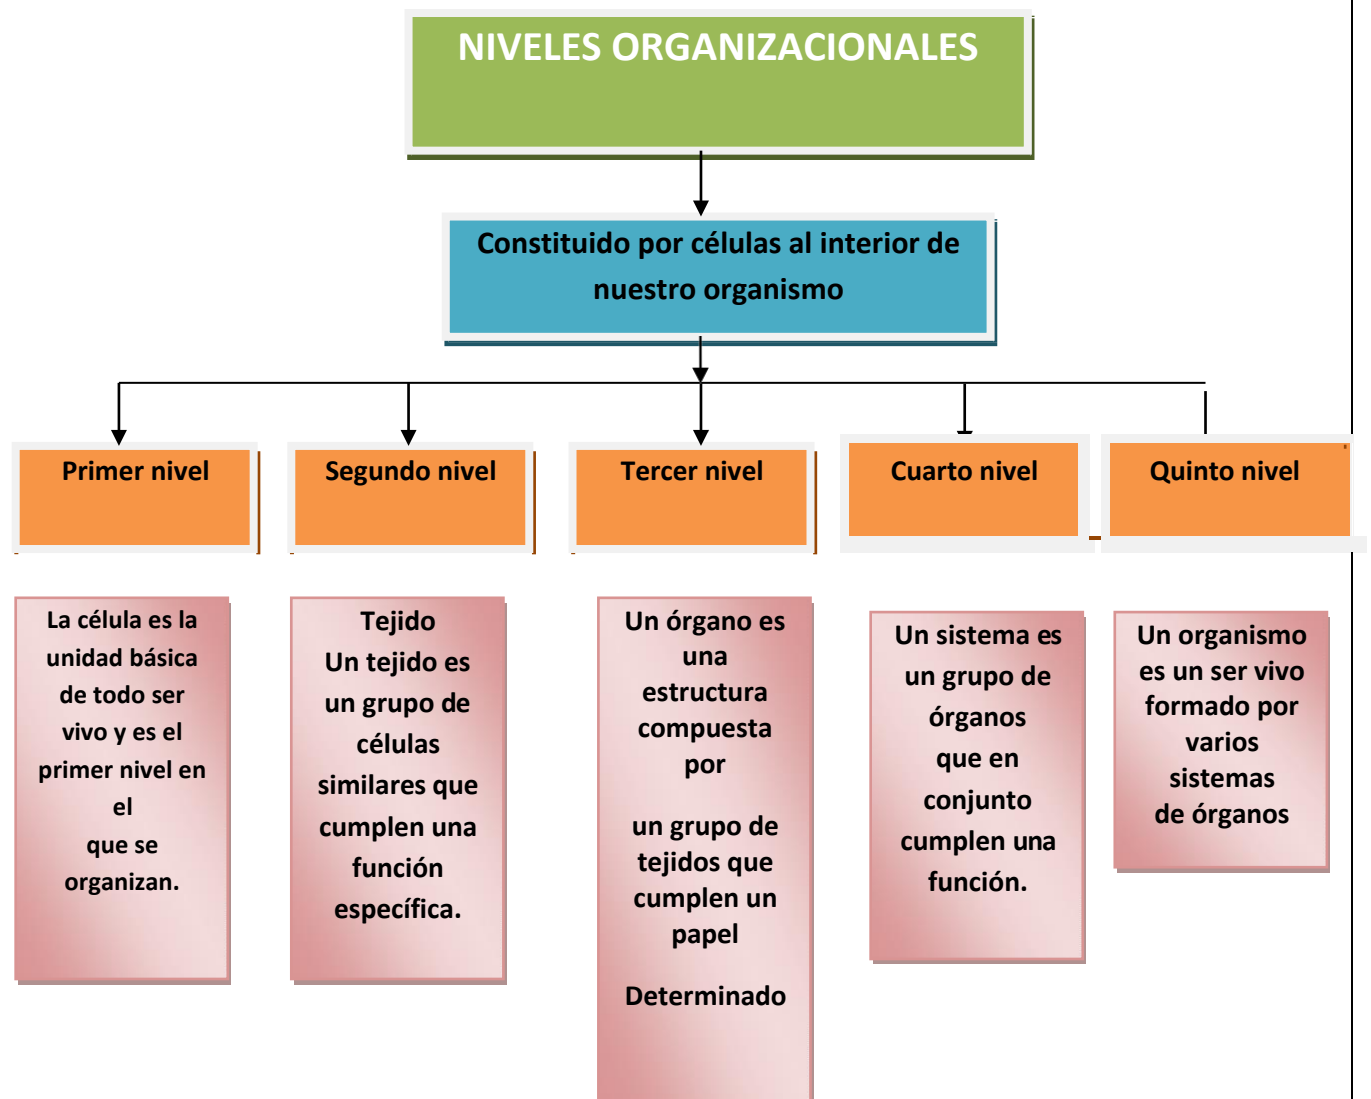 NIVELES ORGANIZACIONALES
Constituido por células al interior de
nuestro organismo
Primer nivel
Segundo nivel
Tercer nivel
Cuarto nivel
Quinto nivel
La célula es la
unidad básica
de todo ser
vivo y es el
primer nivel en
el
que se
organizan.
Tejido
Un tejido es
un grupo de
células
similares que
cumplen una
función
específica.
Un órgano es
una
estructura
compuesta
por
un grupo de
tejidos que
cumplen un
papel
Determinado
Un sistema es
un grupo de
órganos
que en
conjunto
cumplen una
función.
Un organismo
es un ser vivo
formado por
varios
sistemas
de órganos